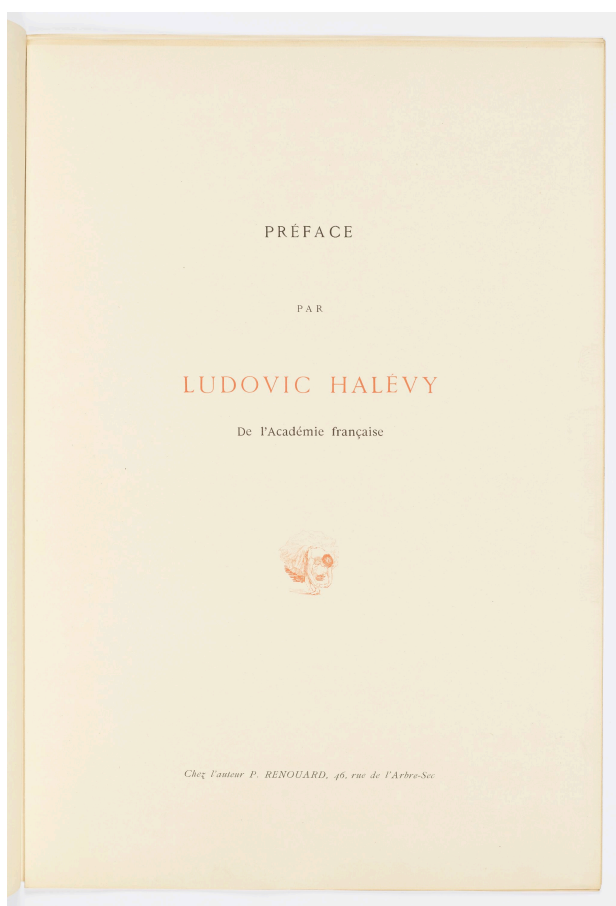 PRÉFACE
PAR
LUDOVIC HALÉVY
De l'Académie française
Chez l'auteur P. RENOUARD, 46, rue de l'Arbre-Sec